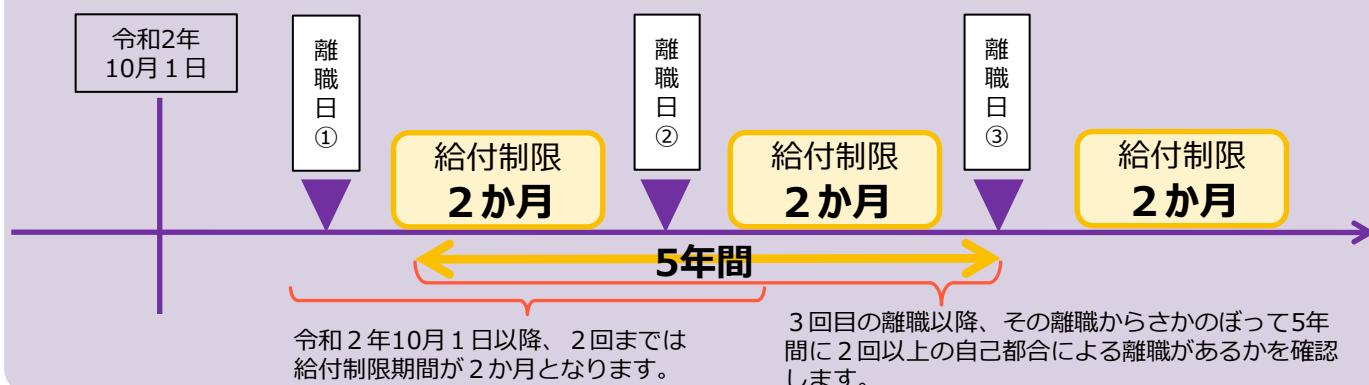 令和2年
10月１日
離職日①
離職日②
離職日③
給付制限
２か月
給付制限
２か月
給付制限
２か月
5年間
令和２年10月１日以降、２回までは
給付制限期間が２か月となります。
３回目の離職以降、その離職からさかのぼって5年
間に２回以上の自己都合による離職があるかを確認
します。